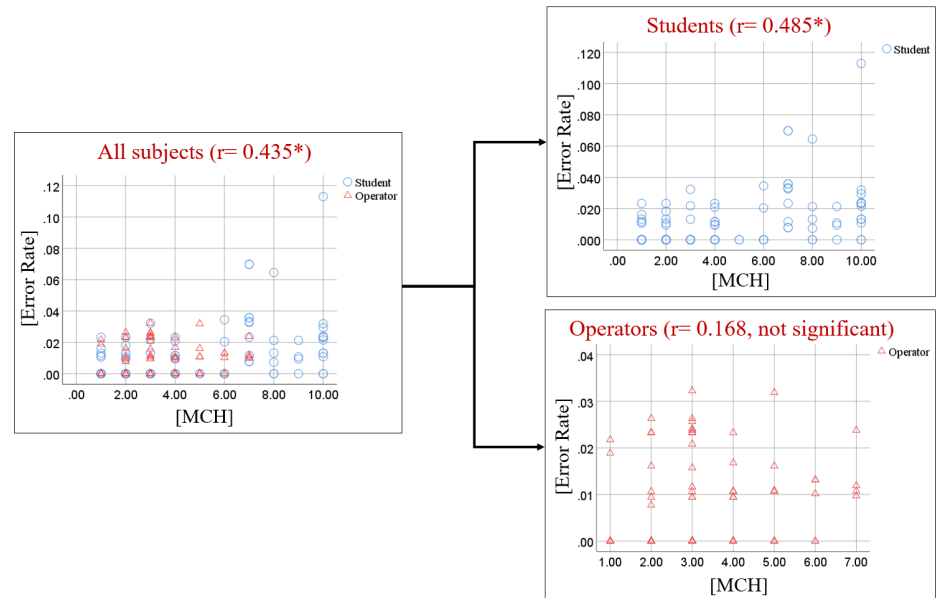 All subjects (r= 0.435*)
Student
Operator
.12
.10
.08
.06
.04
.02
.00
[Error Rate]
.00 2.00 4.00 6.00 8.00 10.00
[MCH]
Students (r= 0.485*)
Student
.120
.100
.080
.060
.040
.020
.000
[Error Rate]
.00 2.00 4.00 6.00 8.00 10.00
[MCH]
Operators (r= 0.168, not significant)
Operator
.04
.03
.02
.01
.00
[Error Rate]
1.00 2.00 3.00 4.00 5.00 6.00 7.00
[MCH]